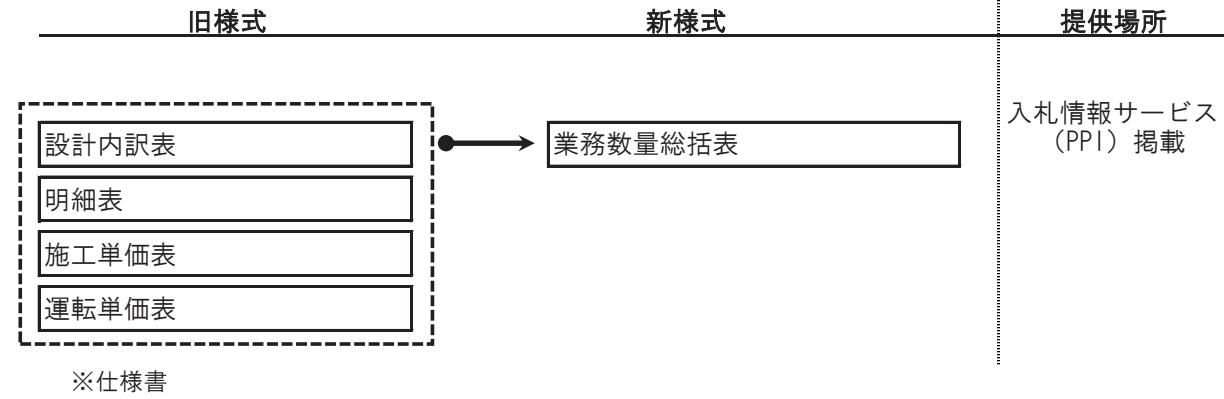 旧様式
新様式
提供場所
設計内訳表
業務数量総括表
入札情報サービス
（PPI）掲載
明細表
施工単価表
運転単価表
※仕様書